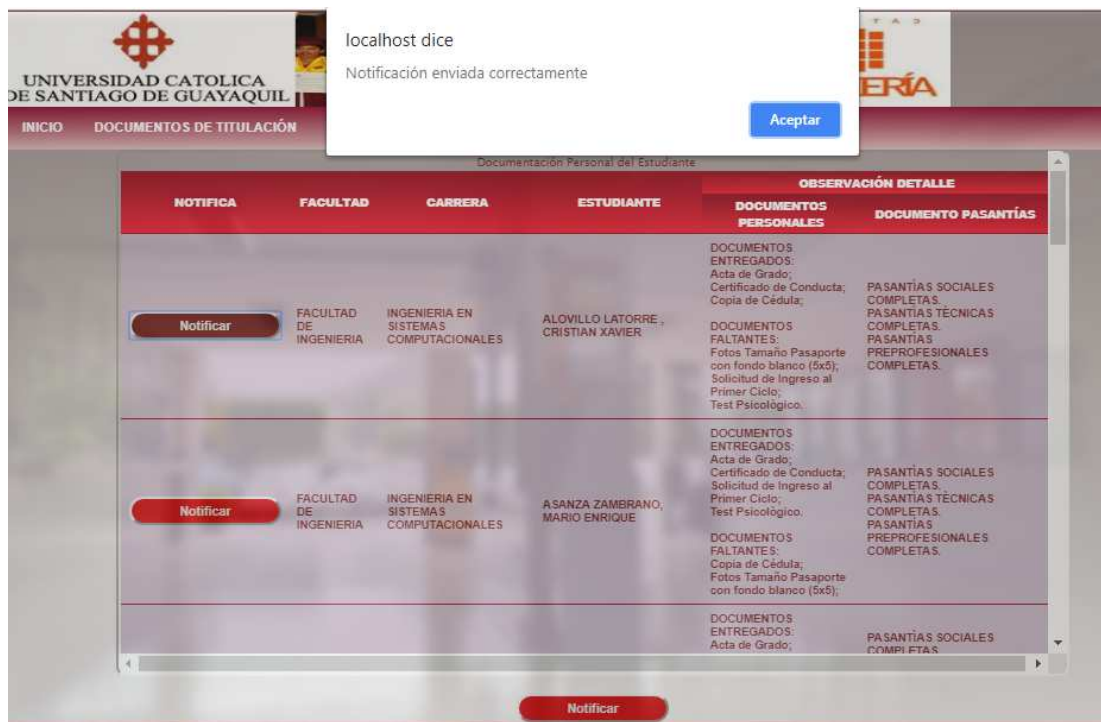 localhost dice
Notificación enviada correctamente
Aceptar
UNIVERSIDAD CATOLICA
DE SANTIAGO DE GUAYAQUIL
T A D
ERÍA
INICIO DOCUMENTOS DE TITULACIÓN
Documentación Personal del Estudiante
NOTIFICA FACULTAD CARRERA ESTUDIANTE OBSERVACIÓN DETALLE
DOCUMENTOS
PERSONALES
DOCUMENTO PASANTÍAS
Notificar
FACULTAD
DE
INGENIERIA
INGENIERIA EN
SISTEMAS
COMPUTACIONALES
ALOVILLO LATORRE ,
CRISTIAN XAVIER
DOCUMENTOS
ENTREGADOS:
Acta de Grado;
Certificado de Conducta;
Copia de Cédula;
DOCUMENTOS
FALTANTES:
Fotos Tamaño Pasaporte
con fondo blanco (5x5);
Solicitud de Ingreso al
Primer Ciclo;
Test Psicológico.
PASANTÍAS SOCIALES
COMPLETAS.
PASANTÍAS TÉCNICAS
COMPLETAS.
PASANTÍAS
PREPROFESIONALES
COMPLETAS.
Notificar
FACULTAD
DE
INGENIERIA
INGENIERIA EN
SISTEMAS
COMPUTACIONALES
ASANZA ZAMBRANO,
MARIO ENRIQUE
DOCUMENTOS
ENTREGADOS:
Acta de Grado;
Certificado de Conducta;
Solicitud de Ingreso al
Primer Ciclo;
Test Psicológico.
DOCUMENTOS
FALTANTES:
Copia de Cédula;
Fotos Tamaño Pasaporte
con fondo blanco (5x5);
PASANTÍAS SOCIALES
COMPLETAS.
PASANTÍAS TÉCNICAS
COMPLETAS.
PASANTÍAS
PREPROFESIONALES
COMPLETAS.
DOCUMENTOS
ENTREGADOS:
Acta de Grado;
PASANTÍAS SOCIALES
COMPLETAS
Notificar